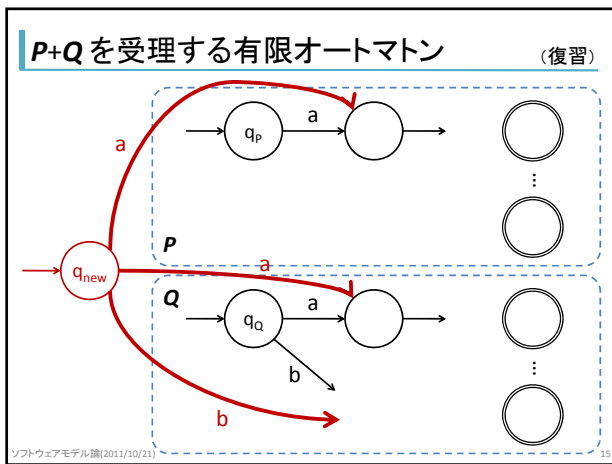 P+Q を受理する有限オートマトン (復習)
a
qP
a
⋮
P
qnew
a
Q
qQ
a
b
⋮
b
ソフトウェアモデル論(2011/10/21)
15